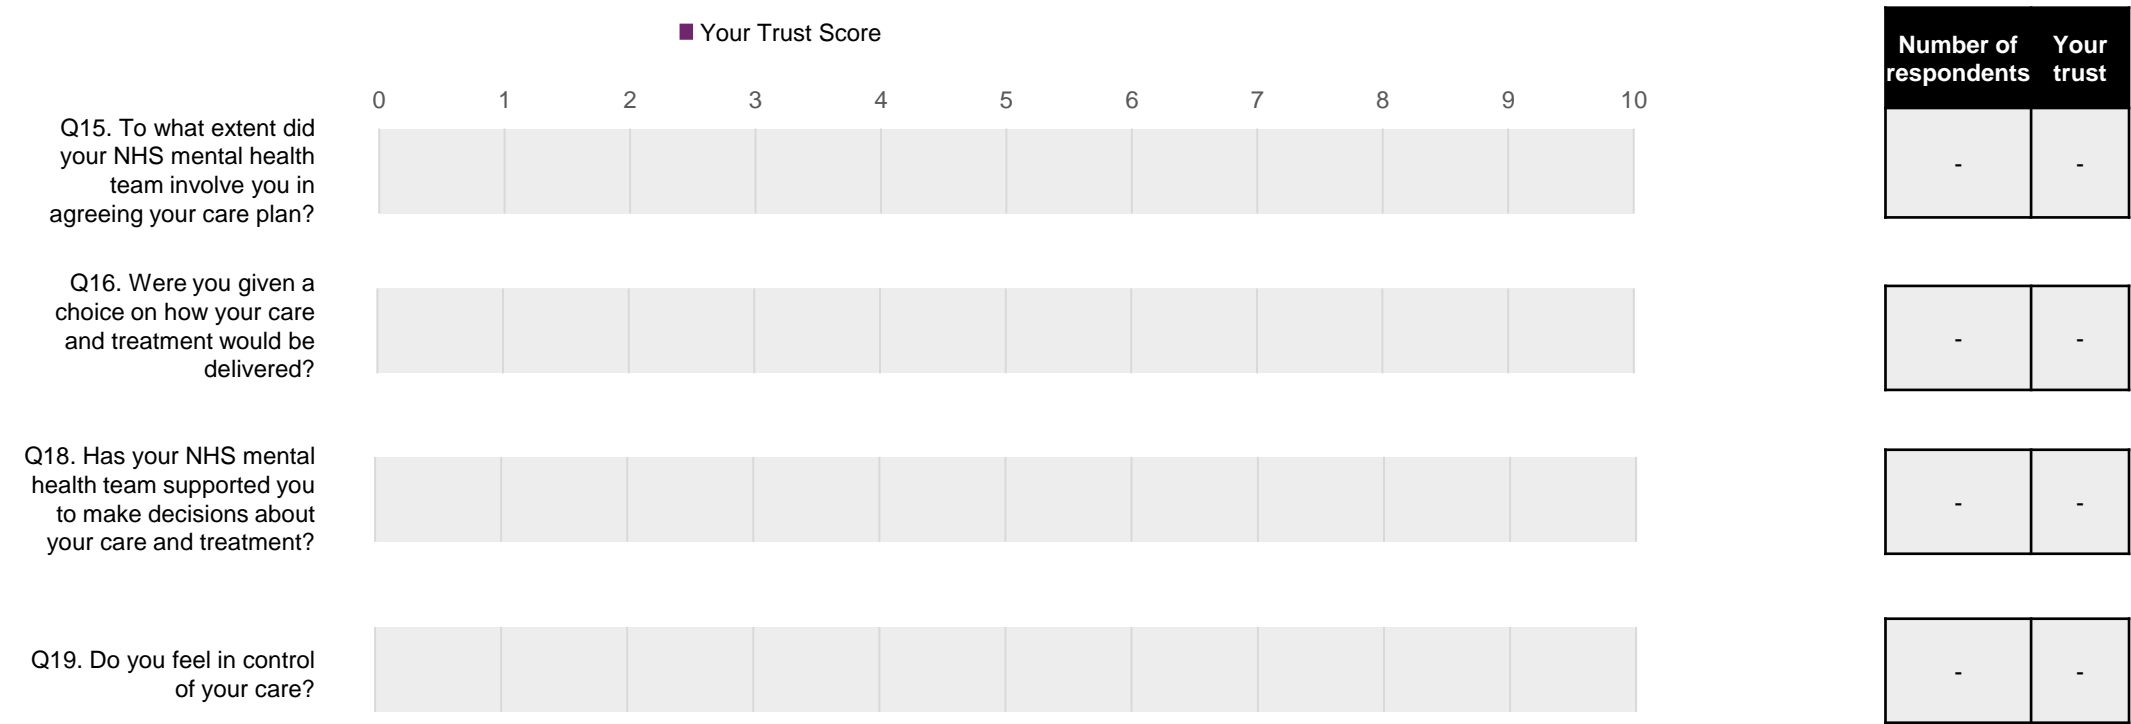 Your Trust Score
Number of
respondents
Your
trust
0 1 2 3 4 5 6 7 8 9 10
Q15. To what extent did
your NHS mental health
team involve you in
agreeing your care plan?
- -
Q16. Were you given a
choice on how your care
and treatment would be
delivered?
- -
Q18. Has your NHS mental
health team supported you
to make decisions about
your care and treatment?
- -
Q19. Do you feel in control
of your care?
- -